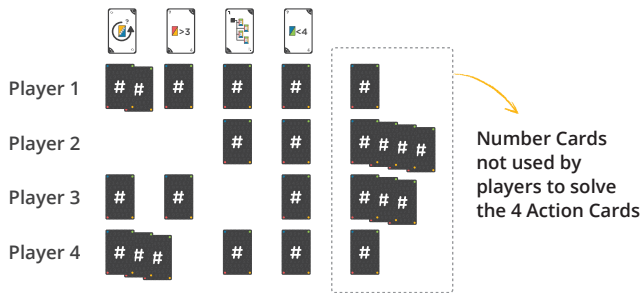 ?
>3
1
<4
Player 1 # # # # # #
Player 2 # # # # # #
Player 3 # # # # # #
Player 4 # # # # # #
Number Cards
not used by
players to solve
the 4 Action Cards